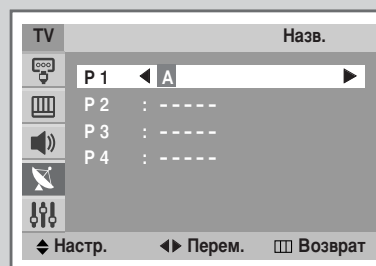 TV Назв.
P 1 ◀ A ▶
P 2 : - - - - -
P 3 : - - - - -
P 4 : - - - - -
Настр. Перем. Возврат